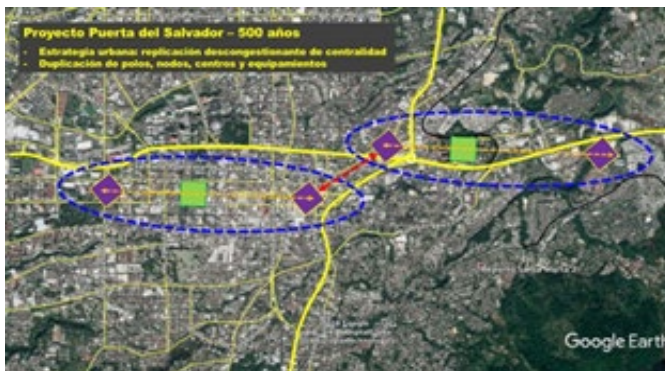 Proyecto Puerta del Salvador – 500 años
- Estrategia urbana: replicación descongestionante de centralidad
- Duplicación de polos, nodos, centros y equipamientos
Google Earth